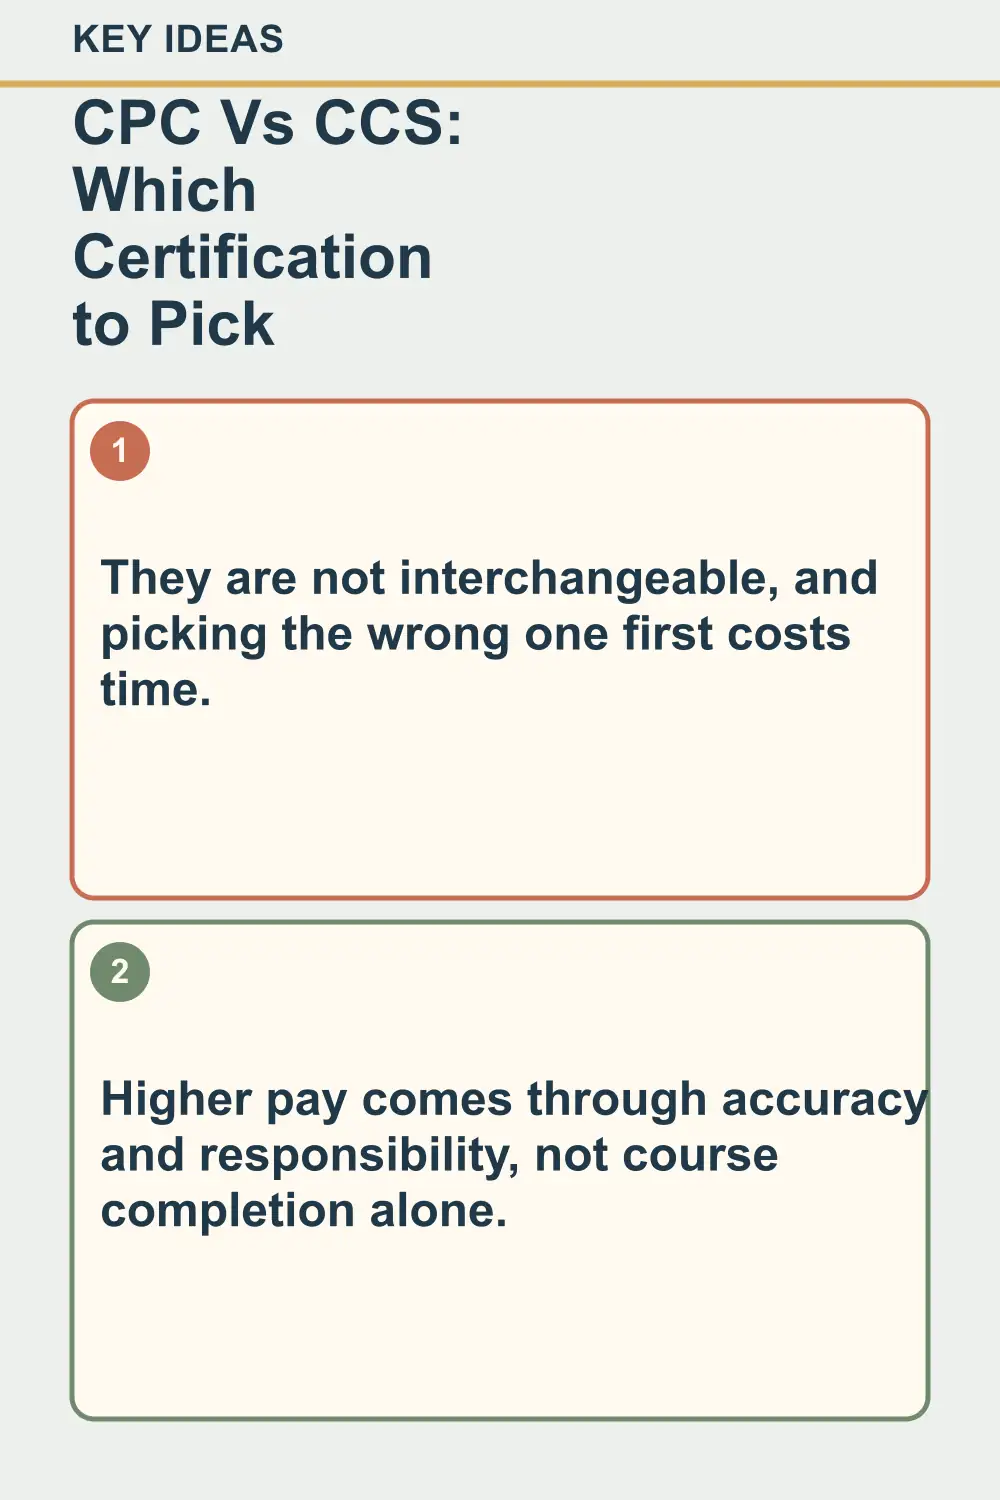 KEY IDEAS
CPC Vs CCS:
Which
Certification
to Pick
1
They are not interchangeable, and
picking the wrong one first costs
time.
2
Higher pay comes through accuracy
and responsibility, not course
completion alone.